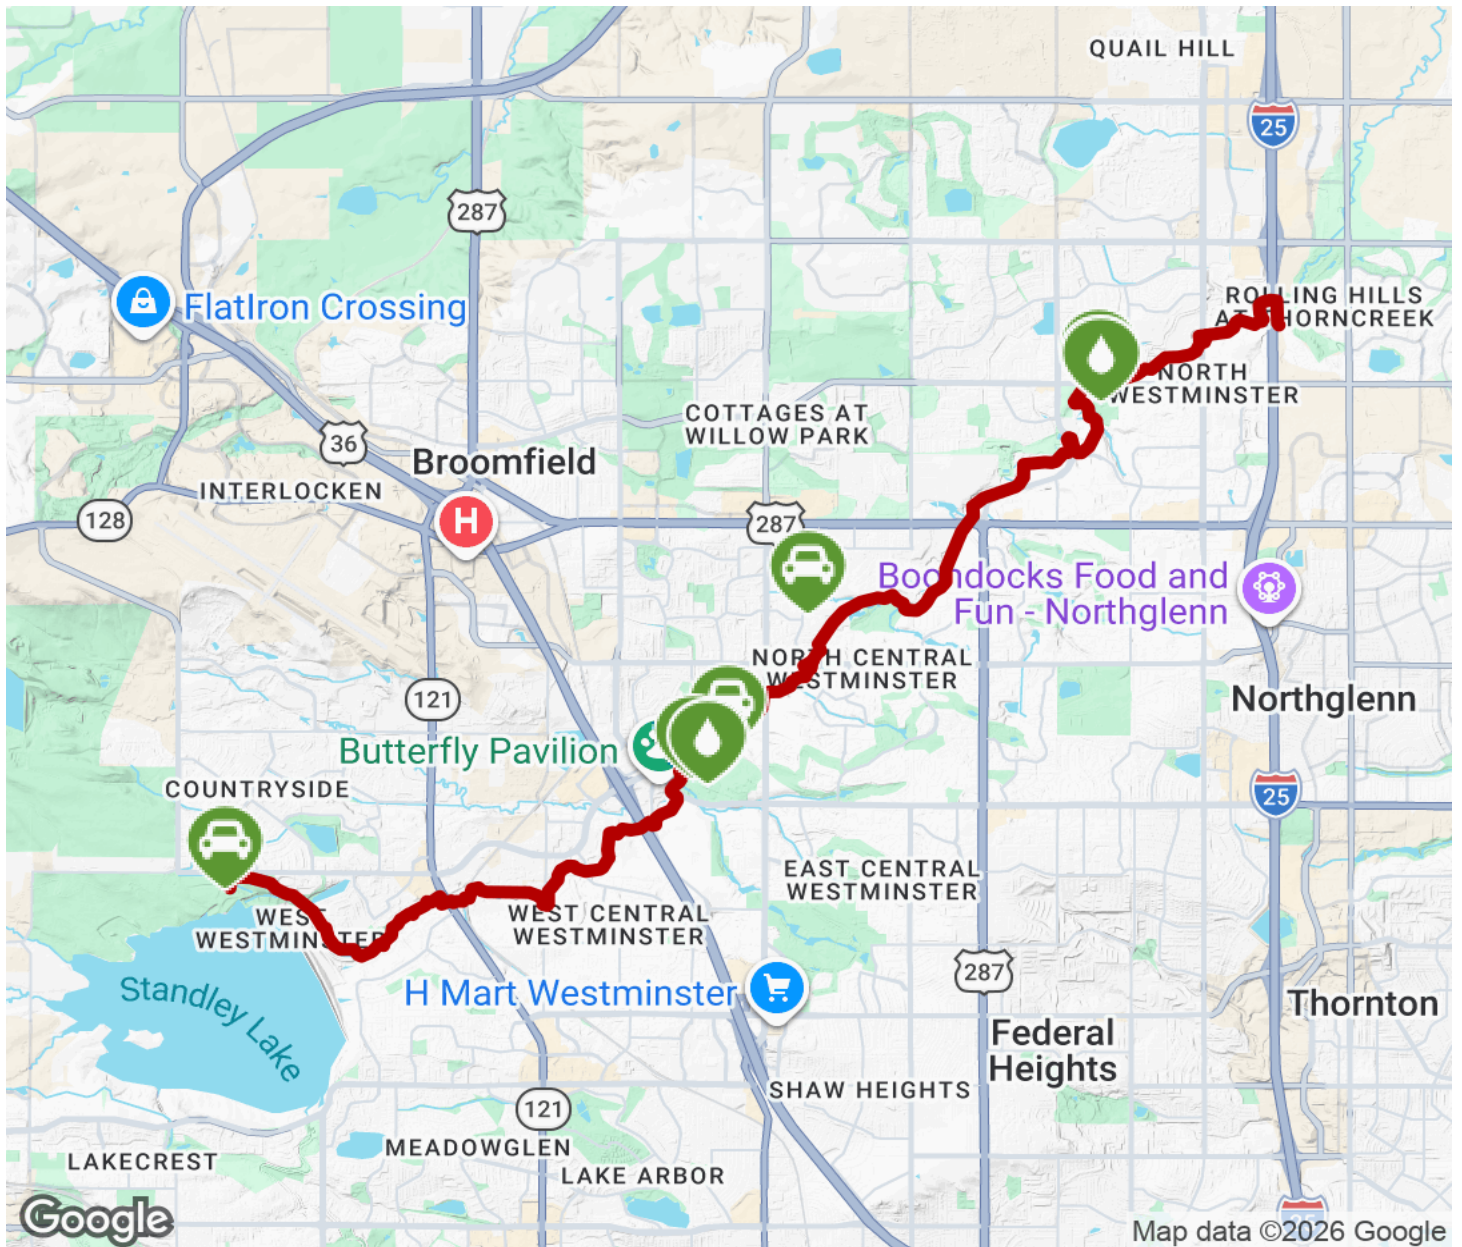 QUAIL HILL
25
287
FlatIron Crossing
ROLLING HILLS
AT THORNCREEK
NORTH
WESTMINSTER
COTTAGES AT
WILLOW PARK
36
Broomfield
INTERLOCKEN
128
H
287
Boondocks Food and
Fun - Northglenn
NORTH CENTRAL
WESTMINSTER
121
Northglenn
Butterfly Pavilion
COUNTRYSIDE
25
EAST CENTRAL
WESTMINSTER
WEST
WESTMINSTER
WEST CENTRAL
WESTMINSTER
287
H Mart Westminster
Standley Lake
Thornton
Federal
Heights
SHAW HEIGHTS
121
MEADOWGLEN
LAKECREST
LAKE ARBOR
Google
Map data ©2026 Google